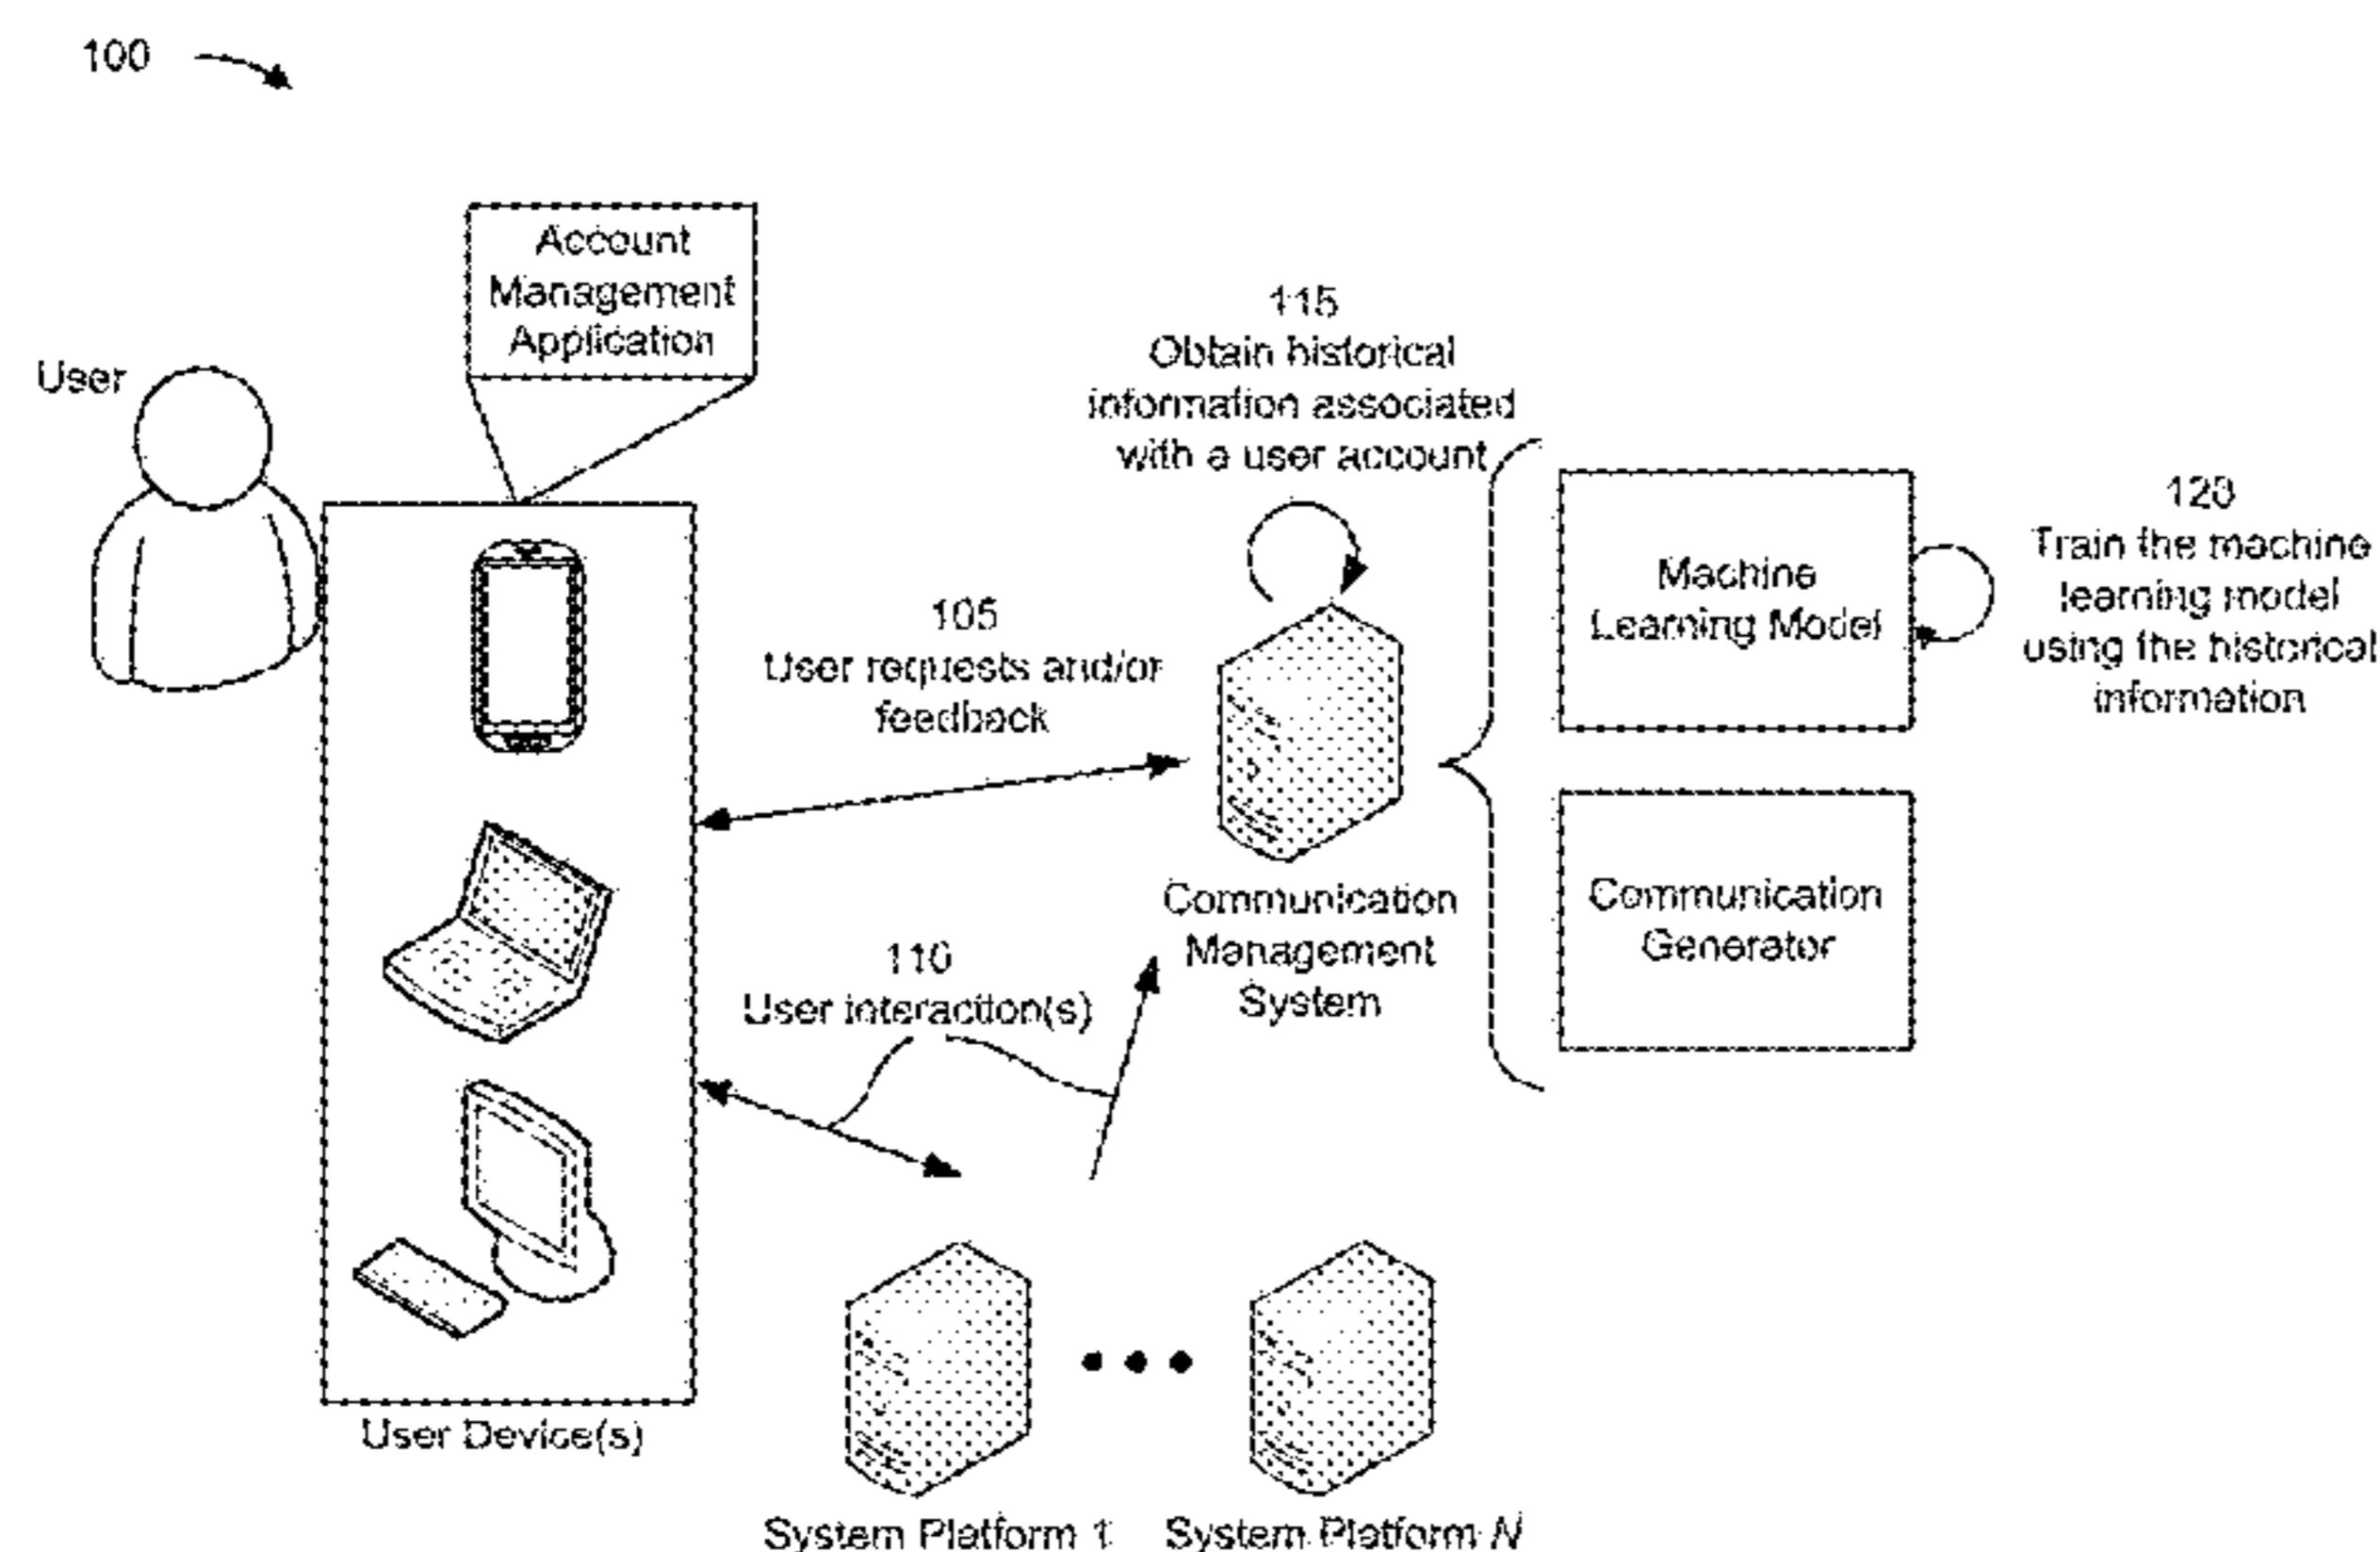 100
Account
Management
Application
User
115
Obtain historical
information associated
with a user account
120
Train the machine
learning model
using the historical
information
Machine
Learning Model
105
User requests and/or
feedback
Communication
Generator
Communication
Management
System
110
User interaction(s)
User Device(s)
System Platform 1
System Platform N